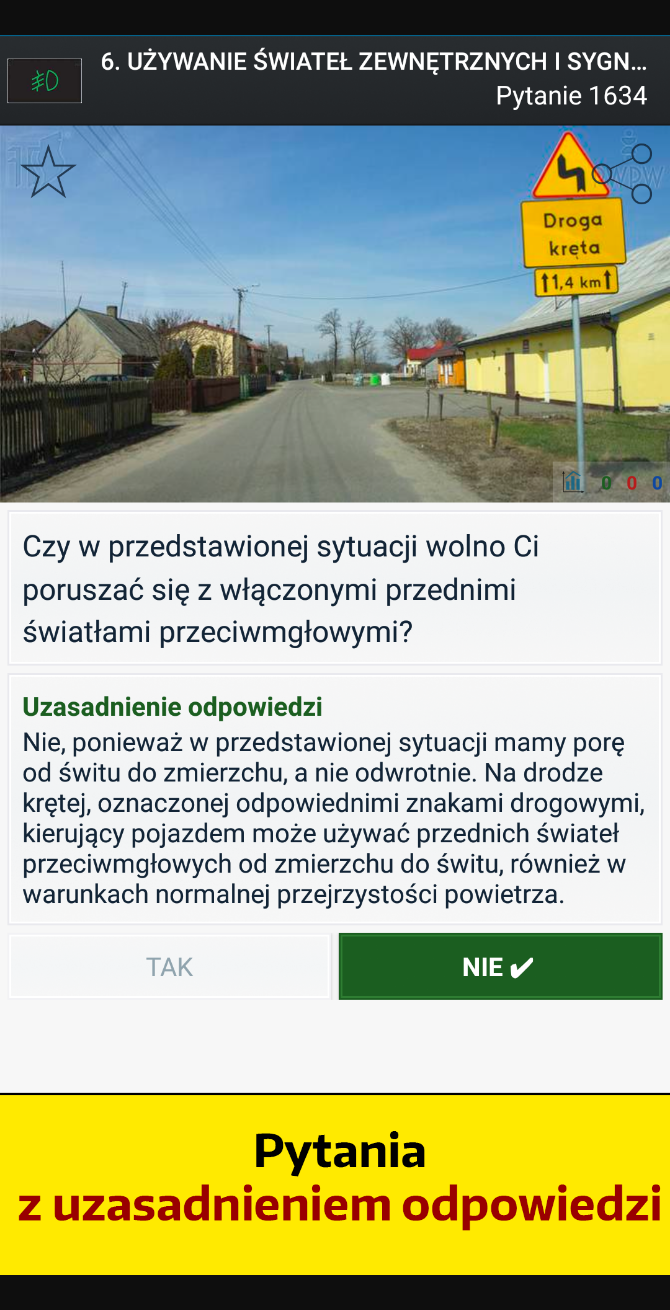 6. UŻYWANIE ŚWIATEŁ ZEWNĘTRZNYCH I SYGN...
Pytanie 1634
Droga
kręta
1,4 km
0 0 0
Czy w przedstawionej sytuacji wolno Ci
poruszać się z włączonymi przednimi
światłami przeciwmgłowymi?
Uzasadnienie odpowiedzi
Nie, ponieważ w przedstawionej sytuacji mamy porę
od świtu do zmierzchu, a nie odwrotnie. Na drodze
krętej, oznaczonej odpowiednimi znakami drogowymi,
kierujący pojazdem może używać przednich świateł
przeciwmgłowych od zmierzchu do świtu, również w
warunkach normalnej przejrzystości powietrza.
TAK
NIE ✔
Pytania
z uzasadnieniem odpowiedzi